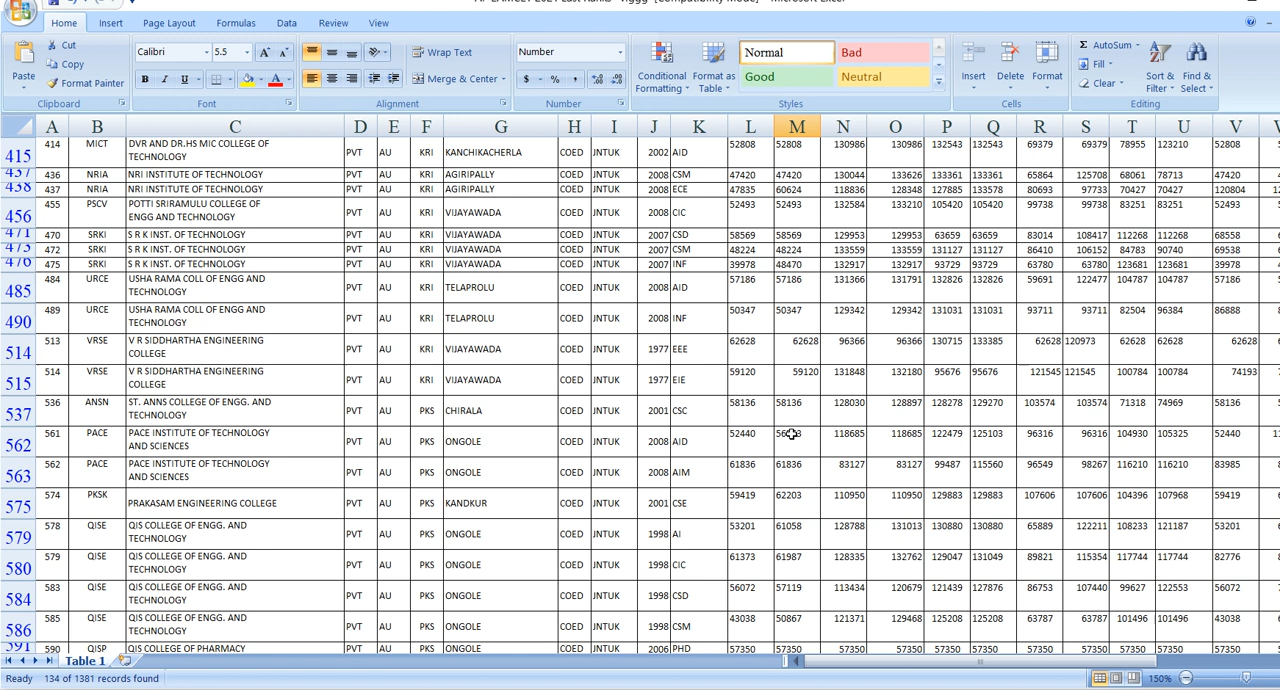 Home Insert Page Layout Formulas Data Review View
Cut
Copy
Format Painter
Paste
Clipboard
Calibri 5.5
B I U
Font
Wrap Text
Merge & Center
Alignment
Number
$ % ,
Number
Conditional Formatting
Format as Table
Normal Bad
Good Neutral
Styles
Insert Delete Format
Cells
AutoSum
Fill
Clear
Sort & Filter
Find & Select
Editing
A B C D E F G H I J K L M N O P Q R S T U V
415 414 MICT DVR AND DR.HS MIC COLLEGE OF TECHNOLOGY PVT AU KRI KANCHIKACHERLA COED JNTUK 2002 AID 52808 52808 130986 130986 132543 132543 69379 69379 78955 123210 52808
437 436 NRIA NRI INSTITUTE OF TECHNOLOGY PVT AU KRI AGIRIPALLY COED JNTUK 2008 CSM 47420 47420 130044 133626 133361 133361 65864 125708 68061 78713 47420
438 437 NRIA NRI INSTITUTE OF TECHNOLOGY PVT AU KRI AGIRIPALLY COED JNTUK 2008 ECE 47835 60624 118836 128348 127885 133578 80693 97733 70427 70427 120804
456 455 PSCV POTTI SRIRAMULU COLLEGE OF ENGG AND TECHNOLOGY PVT AU KRI VIJAYAWADA COED JNTUK 2008 CIC 52493 52493 132584 133210 105420 105420 99738 99738 83251 83251 52493
471 470 SRKI S R K INST. OF TECHNOLOGY PVT AU KRI VIJAYAWADA COED JNTUK 2007 CSD 58569 58569 129953 129953 63659 63659 83014 108417 112268 112268 68558
473 472 SRKI S R K INST. OF TECHNOLOGY PVT AU KRI VIJAYAWADA COED JNTUK 2007 CSM 48224 48224 133559 133559 131127 131127 86410 106152 84783 90740 69538
476 475 SRKI S R K INST. OF TECHNOLOGY PVT AU KRI VIJAYAWADA COED JNTUK 2007 INF 39978 48470 132917 132917 93729 93729 63780 63780 123681 123681 39978
485 484 URCE USHA RAMA COLL OF ENGG AND TECHNOLOGY PVT AU KRI TELAPROLU COED JNTUK 2008 AID 57186 57186 131366 131791 132826 132826 59691 122477 104787 104787 57186
490 489 URCE USHA RAMA COLL OF ENGG AND TECHNOLOGY PVT AU KRI TELAPROLU COED JNTUK 2008 INF 50347 50347 129342 129342 131031 131031 93711 93711 82504 96384 86888
514 513 VRSE V R SIDDHARTHA ENGINEERING COLLEGE PVT AU KRI VIJAYAWADA COED JNTUK 1977 EEE 62628 62628 96366 96366 130715 133385 62628 120973 62628 62628 62628
515 514 VRSE V R SIDDHARTHA ENGINEERING COLLEGE PVT AU KRI VIJAYAWADA COED JNTUK 1977 EIE 59120 59120 131848 132180 95676 95676 121545 121545 100784 100784 74193
537 536 ANSN ST. ANNS COLLEGE OF ENGG. AND TECHNOLOGY PVT AU PKS CHIRALA COED JNTUK 2001 CSC 58136 58136 128030 128897 128278 129270 103574 103574 71318 74969 58136
562 561 PACE PACE INSTITUTE OF TECHNOLOGY AND SCIENCES PVT AU PKS ONGOLE COED JNTUK 2008 AID 52440 118685 118685 122479 125103 96316 96316 104930 105325 52440
563 562 PACE PACE INSTITUTE OF TECHNOLOGY AND SCIENCES PVT AU PKS ONGOLE COED JNTUK 2008 AIM 61836 61836 83127 83127 99487 115560 96549 98267 116210 116210 83985
575 574 PKSK PRAKASAM ENGINEERING COLLEGE PVT AU PKS KANDKUR COED JNTUK 2001 CSE 59419 62203 110950 110950 129883 129883 107606 107606 104396 107968 59419
579 578 QISE QIS COLLEGE OF ENGG. AND TECHNOLOGY PVT AU PKS ONGOLE COED JNTUK 1998 AI 53201 61058 128788 131013 130880 130880 65889 122211 108233 121187 53201
580 579 QISE QIS COLLEGE OF ENGG. AND TECHNOLOGY PVT AU PKS ONGOLE COED JNTUK 1998 CIC 61373 61987 128335 132762 129047 131049 89821 115354 117744 117744 82776
584 583 QISE QIS COLLEGE OF ENGG. AND TECHNOLOGY PVT AU PKS ONGOLE COED JNTUK 1998 CSD 56072 57119 113434 120679 121439 127876 86753 107440 99627 122553 56072
586 585 QISE QIS COLLEGE OF ENGG. AND TECHNOLOGY PVT AU PKS ONGOLE COED JNTUK 1998 CSM 43038 50867 121371 129468 125208 125208 63787 63787 101496 101496 43038
591 590 QISP QIS COLLEGE OF PHARMACY PVT AU PKS ONGOLE COED JNTUK 2006 PHD 57350 57350 57350 57350 57350 57350 57350 57350 57350 57350 57350
Table 1
Ready 134 of 1381 records found 150%